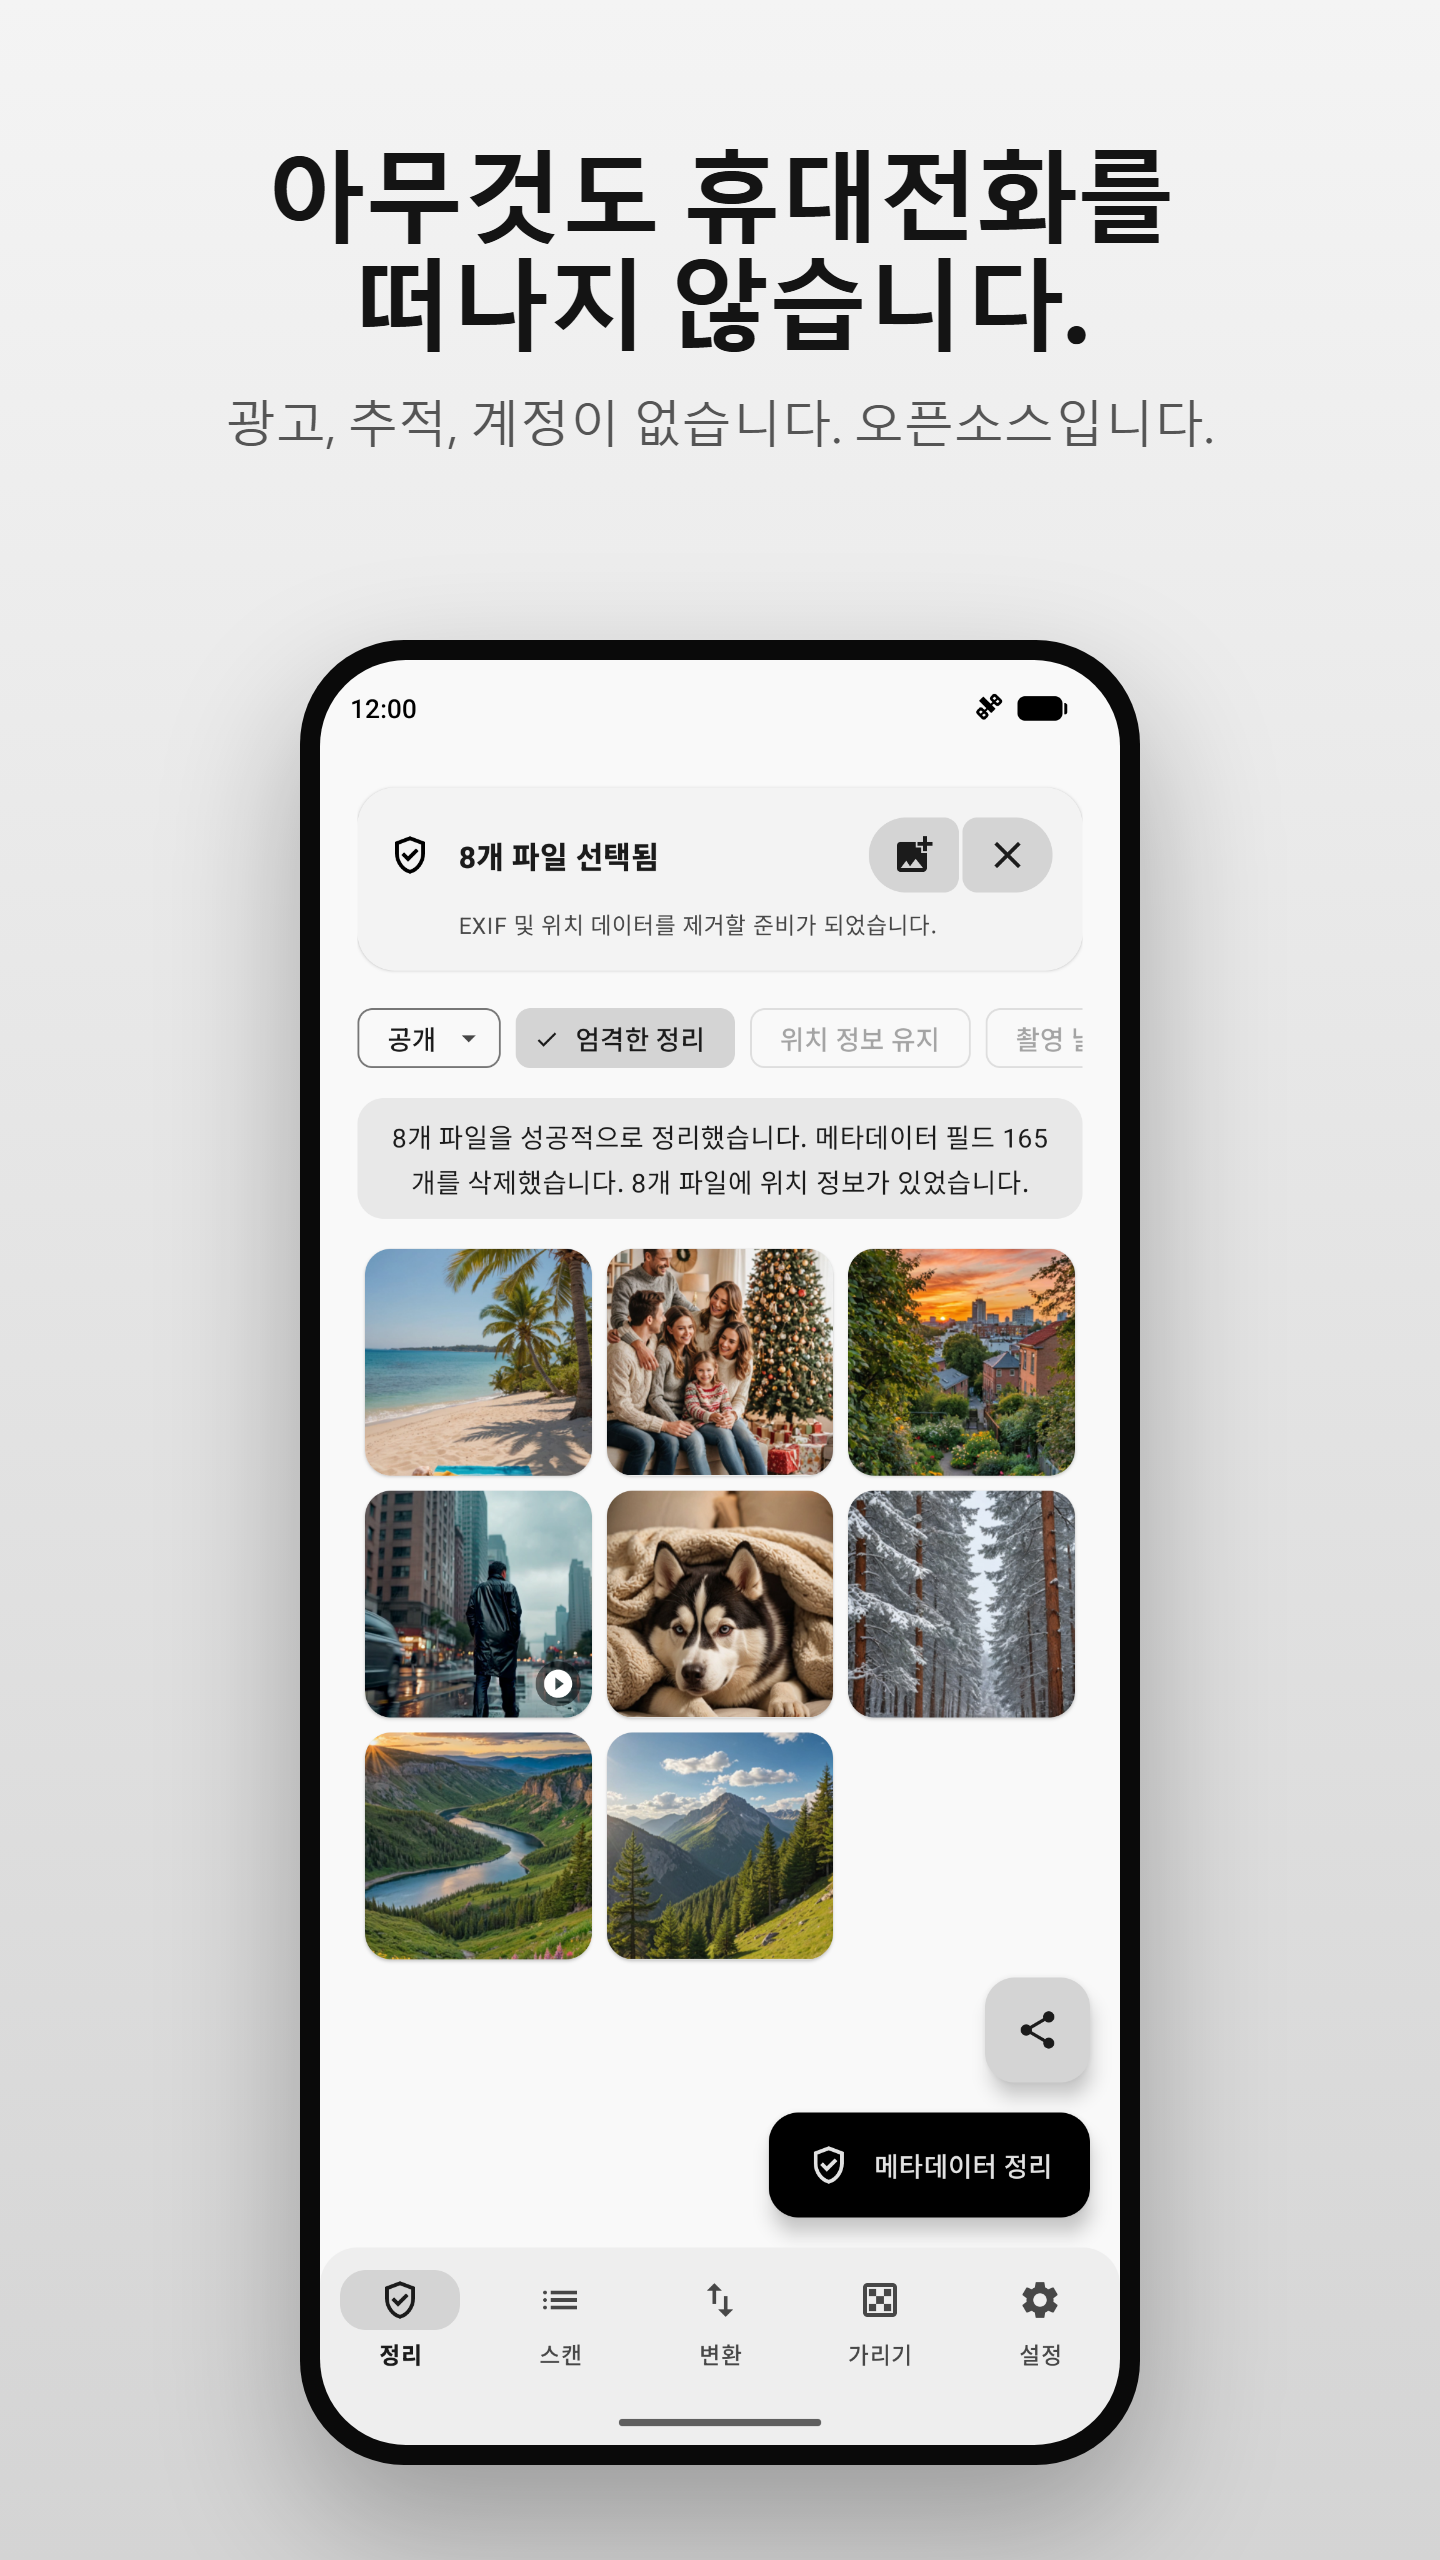 아무것도 휴대전화를
떠나지 않습니다.
광고, 추적, 계정이 없습니다. 오픈소스입니다.
12:00
8개 파일 선택됨
EXIF 및 위치 데이터를 제거할 준비가 되었습니다.
공개
엄격한 정리
위치 정보 유지
촬영
8개 파일을 성공적으로 정리했습니다. 메타데이터 필드 165
개를 삭제했습니다. 8개 파일에 위치 정보가 있었습니다.
메타데이터 정리
정리
스캔
변환
가리기
설정